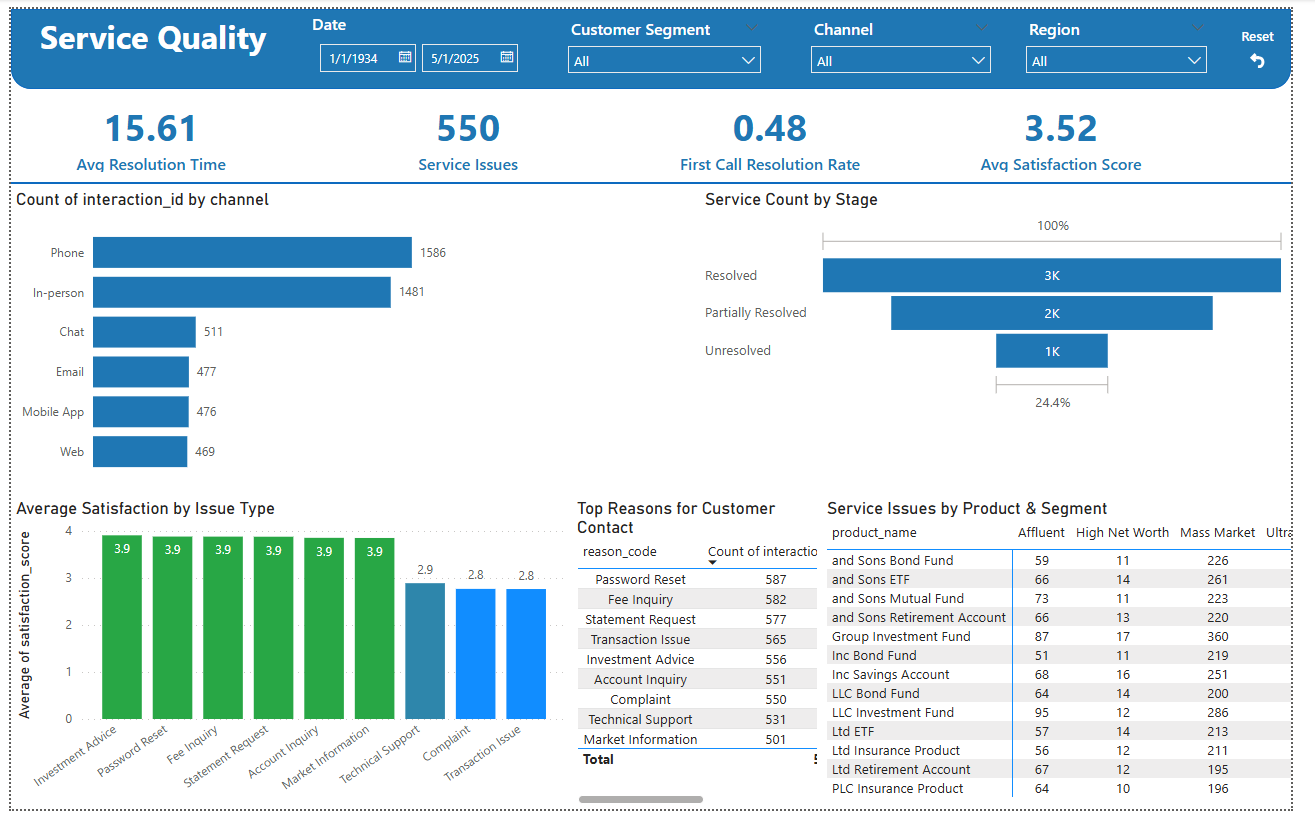 Service Quality
Date
1/1/1934
5/1/2025
Customer Segment
All
Channel
All
Region
All
Reset
15.61
Avg Resolution Time
550
Service Issues
0.48
First Call Resolution Rate
3.52
Avg Satisfaction Score
Count of interaction_id by channel
Phone 1586
In-person 1481
Chat 511
Email 477
Mobile App 476
Web 469
Service Count by Stage
100%
Resolved 3K
Partially Resolved 2K
Unresolved 1K
24.4%
Average Satisfaction by Issue Type
Average of satisfaction_score
4
3
2
1
0
3.9 3.9 3.9 3.9 3.9 3.9 2.9 2.8 2.8
Investment Advice
Password Reset
Fee Inquiry
Statement Request
Account Inquiry
Market Information
Technical Support
Complaint
Transaction Issue
Top Reasons for Customer
Contact
reason_code Count of interactio
Password Reset 587
Fee Inquiry 582
Statement Request 577
Transaction Issue 565
Investment Advice 556
Account Inquiry 551
Complaint 550
Technical Support 531
Market Information 501
Total
Service Issues by Product & Segment
product_name Affluent High Net Worth Mass Market Ultra
and Sons Bond Fund 59 11 226
and Sons ETF 66 14 261
and Sons Mutual Fund 73 11 223
and Sons Retirement Account 66 13 220
Group Investment Fund 87 17 360
Inc Bond Fund 51 11 219
Inc Savings Account 68 16 251
LLC Bond Fund 64 14 200
LLC Investment Fund 95 12 286
Ltd ETF 57 14 213
Ltd Insurance Product 56 12 211
Ltd Retirement Account 67 12 195
PLC Insurance Product 64 10 196